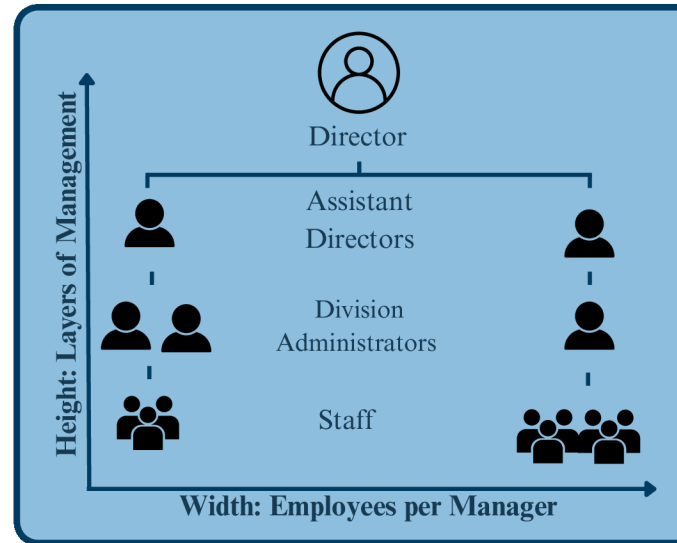 Director
Assistant
Directors
Division
Administrators
Staff
Height: Layers of Management
Width: Employees per Manager